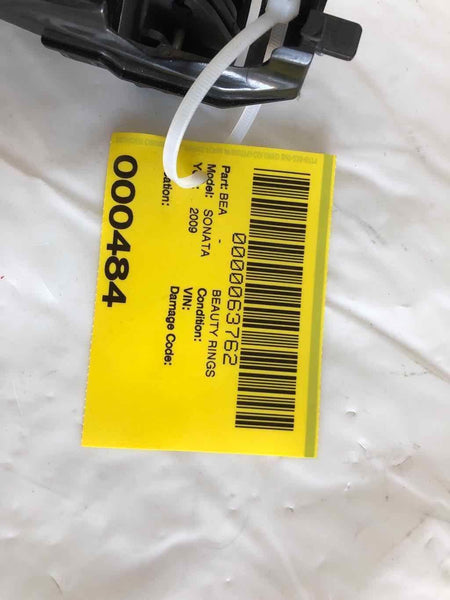 0000063762
Part: BEA - BEAUTY RINGS
Model: SONATA Condition:
2009 VIN:
ation: Damage Code:
000484